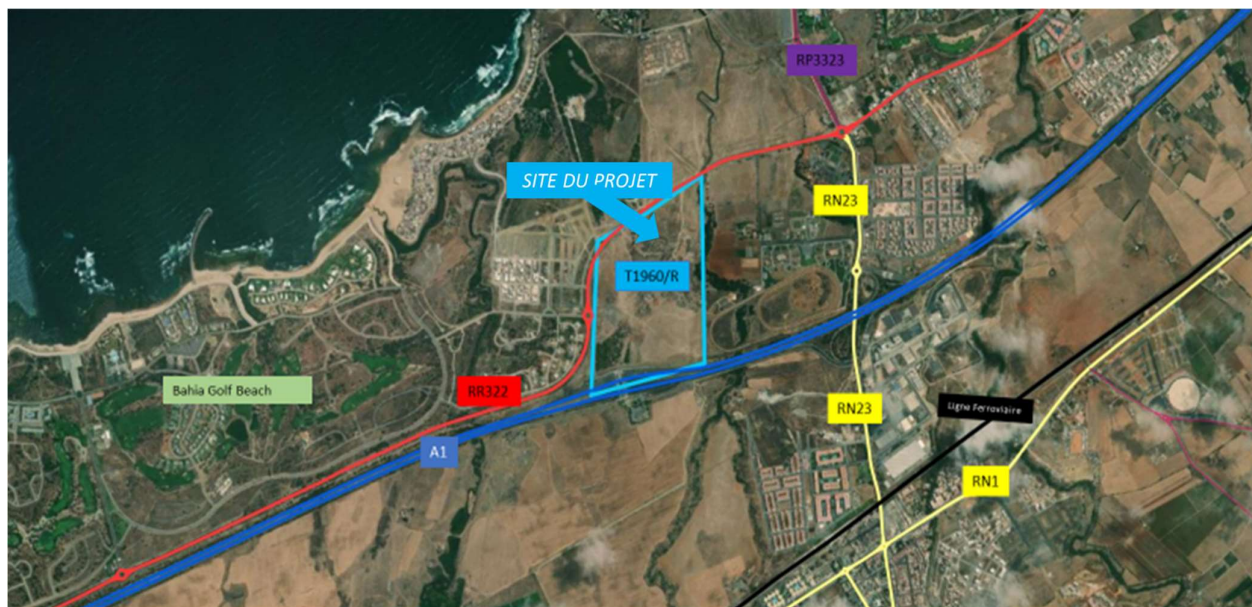 RP3323
SITE DU PROJET
RN23
T1960/R
Bahia Golf Beach
RR322
RN23
Ligne Ferroviaire
A1
RN1